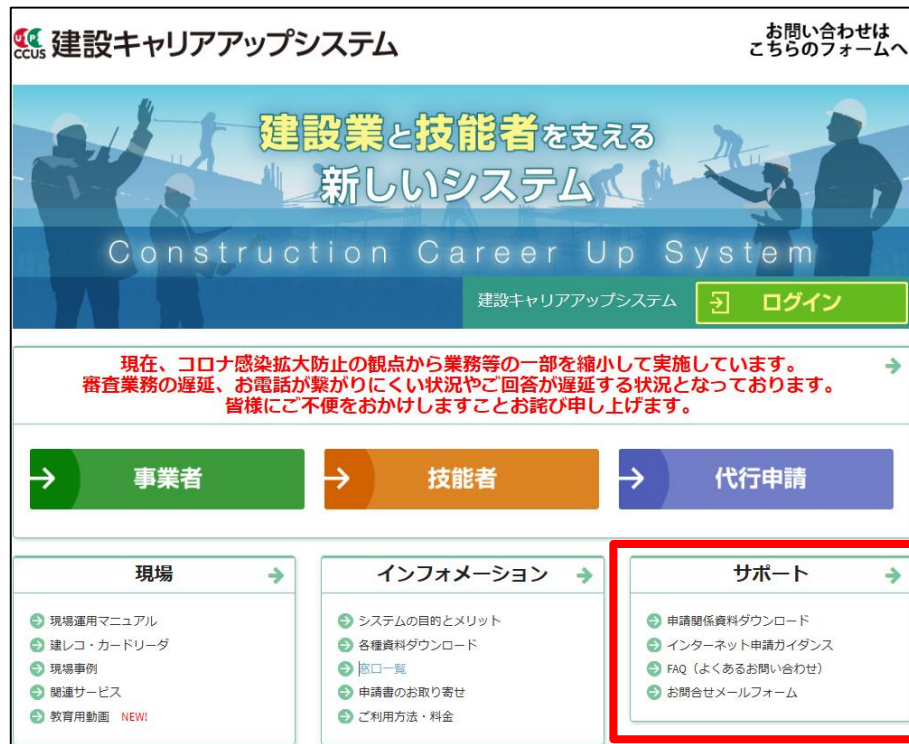 CCUS 建設キャリアアップシステム
お問い合わせは
こちらのフォームへ
建設業と技能者を支える
新しいシステム
Construction Career Up System
建設キャリアアップシステム ログイン
現在、コロナ感染拡大防止の観点から業務等の一部を縮小して実施しています。
審査業務の遅延、お電話が繋がりにくい状況やご回答が遅延する状況となっております。
皆様にご不便をおかけしますことお詫び申し上げます。
事業者
技能者
代行申請
現場
現場運用マニュアル
建レコ・カードリーダ
現場事例
関連サービス
教育用動画 NEW!
インフォメーション
システムの目的とメリット
各種資料ダウンロード
窓口一覧
申請書のお取り寄せ
ご利用方法・料金
サポート
申請関係資料ダウンロード
インターネット申請ガイダンス
FAQ(よくあるお問い合わせ)
お問合せメールフォーム